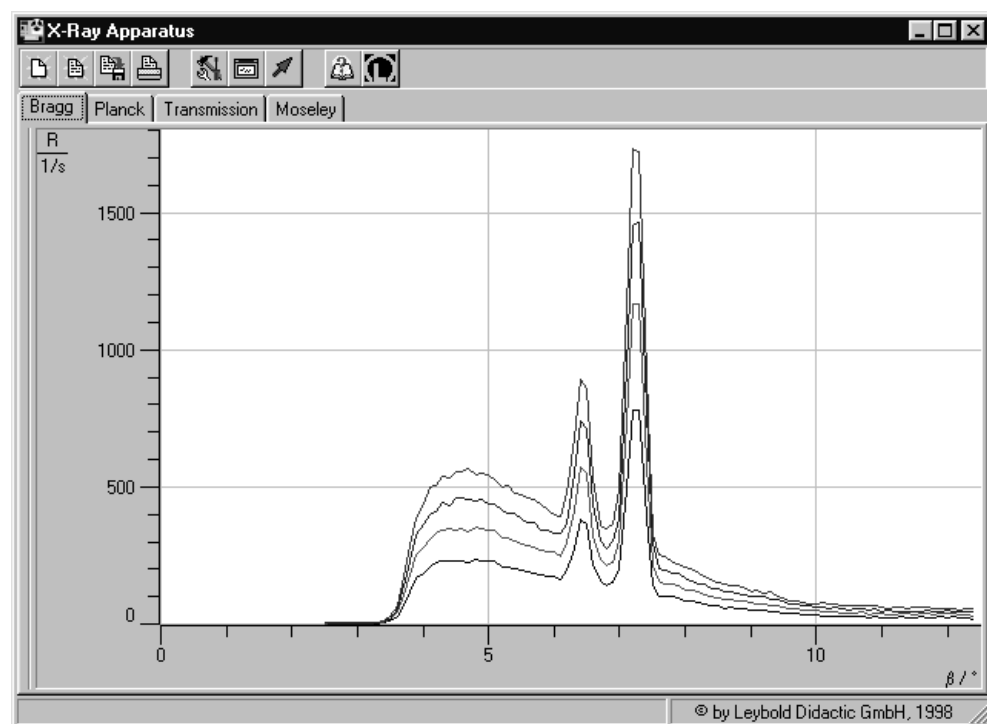 X-Ray Apparatus
Bragg Planck Transmission Moseley
R
1/s
1500
1000
500
0
0 5 10
β / °
© by Leybold Didactic GmbH, 1998